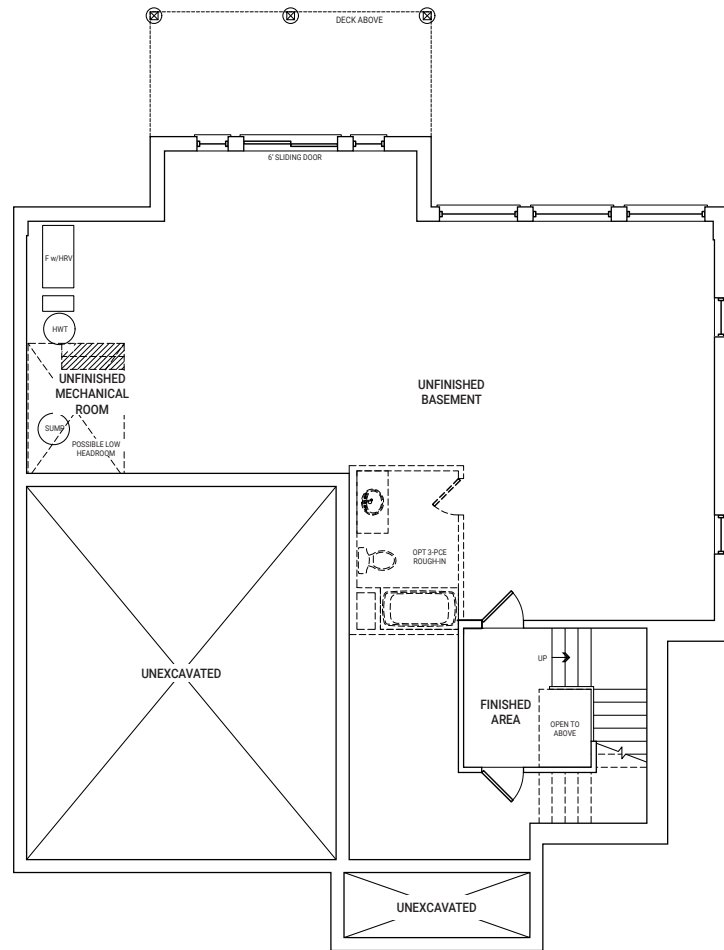 DECK ABOVE
6' SLIDING DOOR
F w/HRV
HWT
UNFINISHED
MECHANICAL
ROOM
SUMP
POSSIBLE LOW
HEADROOM
UNFINISHED
BASEMENT
OPT 3-PCE
ROUGH-IN
UP
UNEXCAVATED
FINISHED
AREA
OPEN TO
ABOVE
UNEXCAVATED